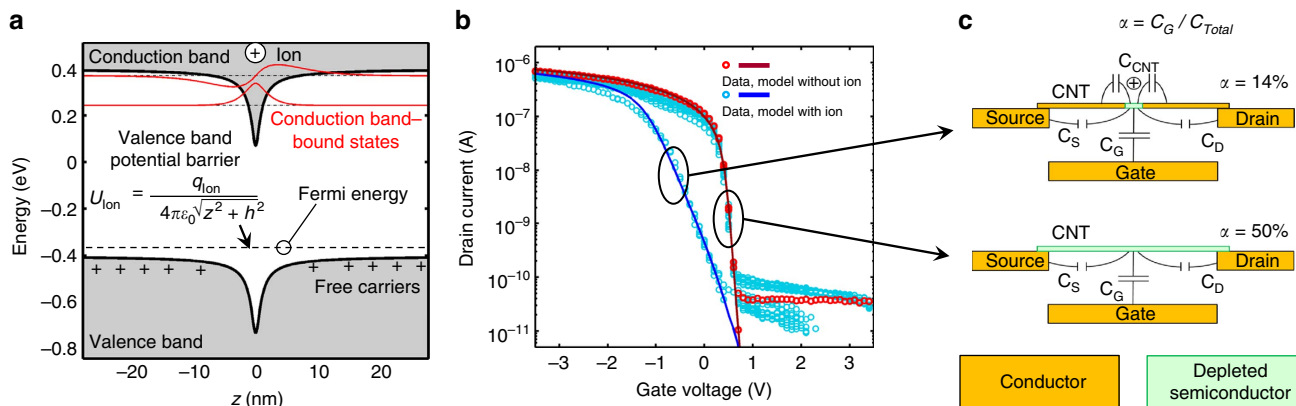 a
Conduction band
+
Ion
Conduction band–
bound states
Valence band
potential barrier
U_Ion = q_Ion / 4πε₀√z² + h²
Fermi energy
+ + + + + + + + +
Free carriers
Valence band
Energy (eV)
0.4
0.2
0
−0.2
−0.4
−0.6
−0.8
−20 −10 0 10 20
z (nm)
b
Data, model without ion
Data, model with ion
Drain current (A)
10⁻⁶
10⁻⁷
10⁻⁸
10⁻⁹
10⁻¹⁰
10⁻¹¹
−3 −2 −1 0 1 2 3
Gate voltage (V)
c
α = C_G / C_Total
C_CNT
+
CNT
α = 14%
Source
Drain
C_S
C_G
C_D
Gate
CNT
α = 50%
Source
Drain
C_S
C_G
C_D
Gate
Conductor
Depleted
semiconductor